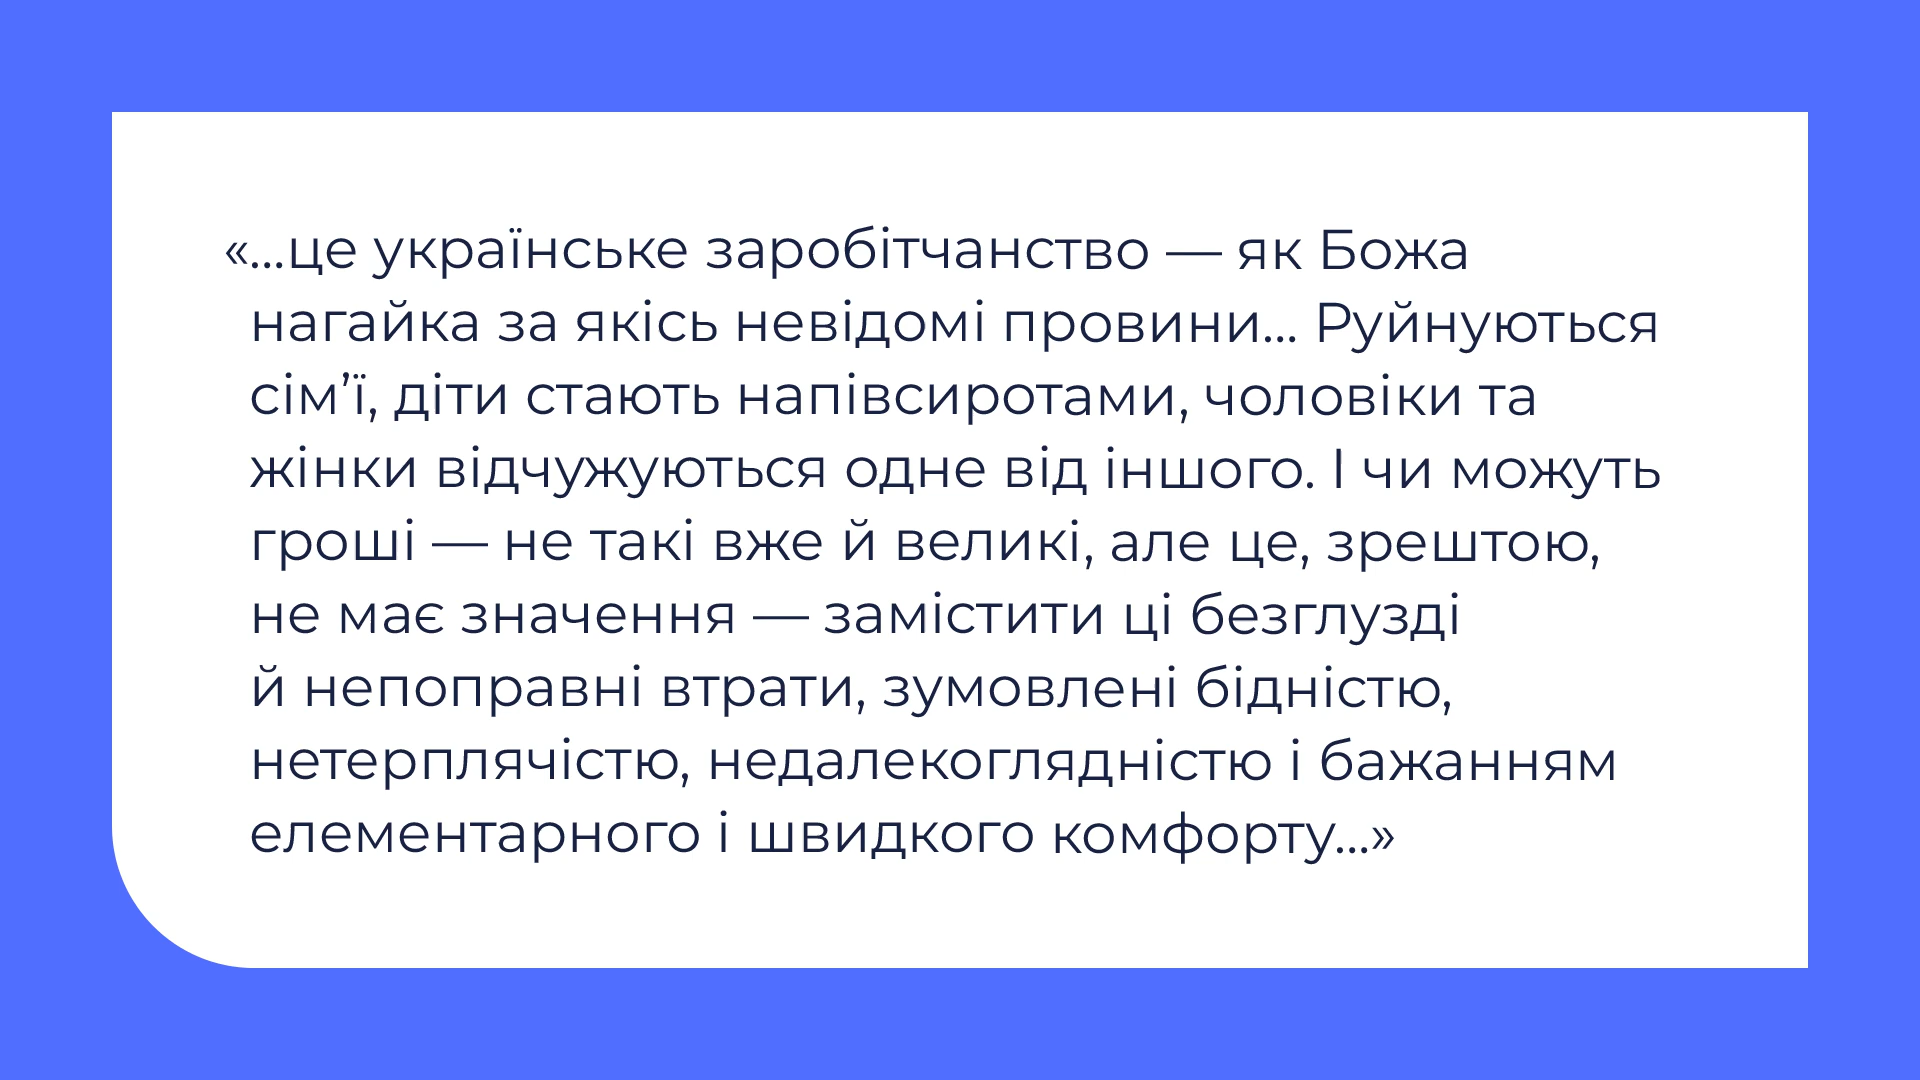 «…це українське заробітчанство — як Божа
нагайка за якісь невідомі провини… Руйнуються
сім’ї, діти стають напівсиротами, чоловіки та
жінки відчужуються одне від іншого. І чи можуть
гроші — не такі вже й великі, але це, зрештою,
не має значення — замістити ці безглузді
й непоправні втрати, зумовлені бідністю,
нетерплячістю, недалекоглядністю і бажанням
елементарного і швидкого комфорту…»